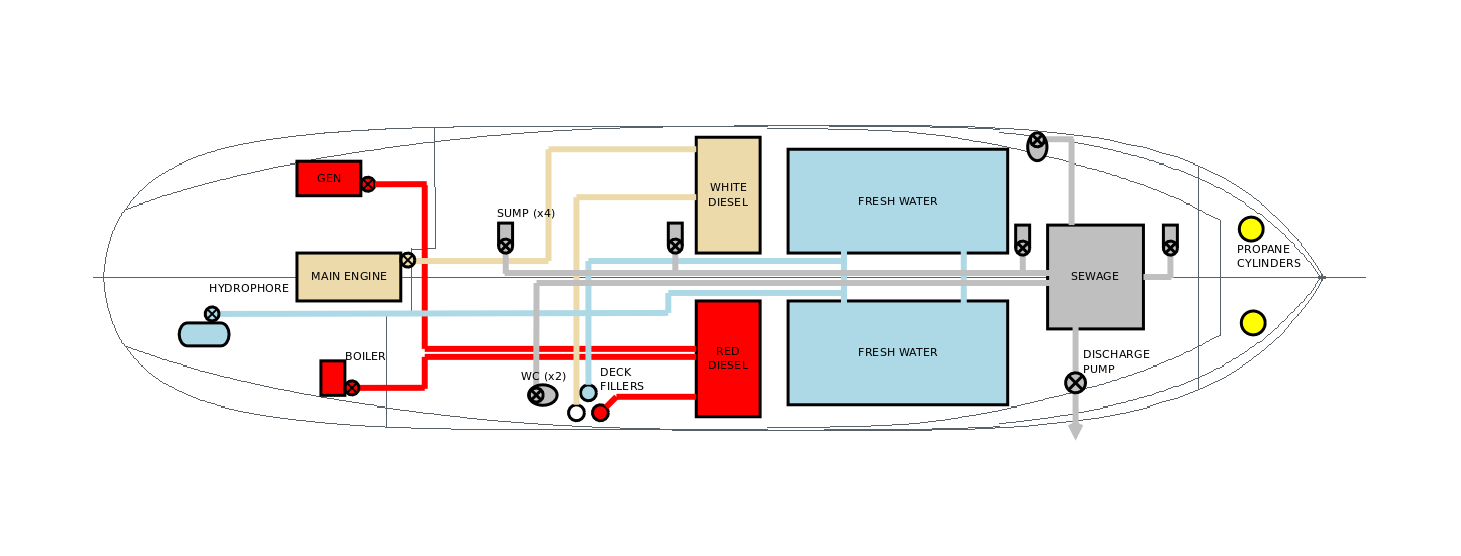 GEN
SUMP (x4)
WHITE
DIESEL
FRESH WATER
PROPANE
CYLINDERS
MAIN ENGINE
SEWAGE
HYDROPHORE
BOILER
RED
DIESEL
FRESH WATER
DISCHARGE
PUMP
WC (x2)
DECK
FILLERS